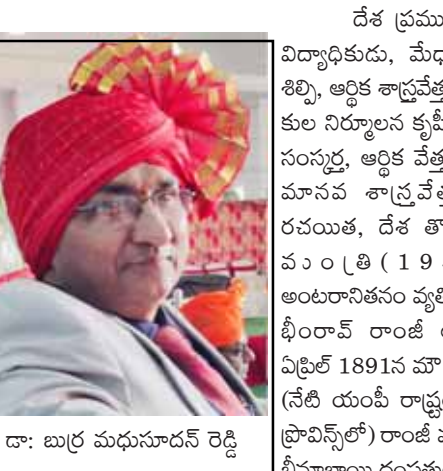 దేశ ప్రము
విద్యాధికుడు, మేధ
శిల్పి, ఆర్థిక శాస్త్రవేత్త
కుల నిర్మూలన కృషీ
సంస్కర్త, ఆర్థిక వేత్త
మానవ శాస్త్రవేత్త
రచయిత, దేశ తొ
మంత్రి (19
అంటరానితనం వ్యతి
భీంరావ్ రాంజీ
ఏప్రిల్ 1891న మౌ
(నేటి యంపీ రాష్ట్ర
ప్రావిన్స్‌లో) రాంజీ
డా: బుర్ర మధుసూదన్ రెడ్డి